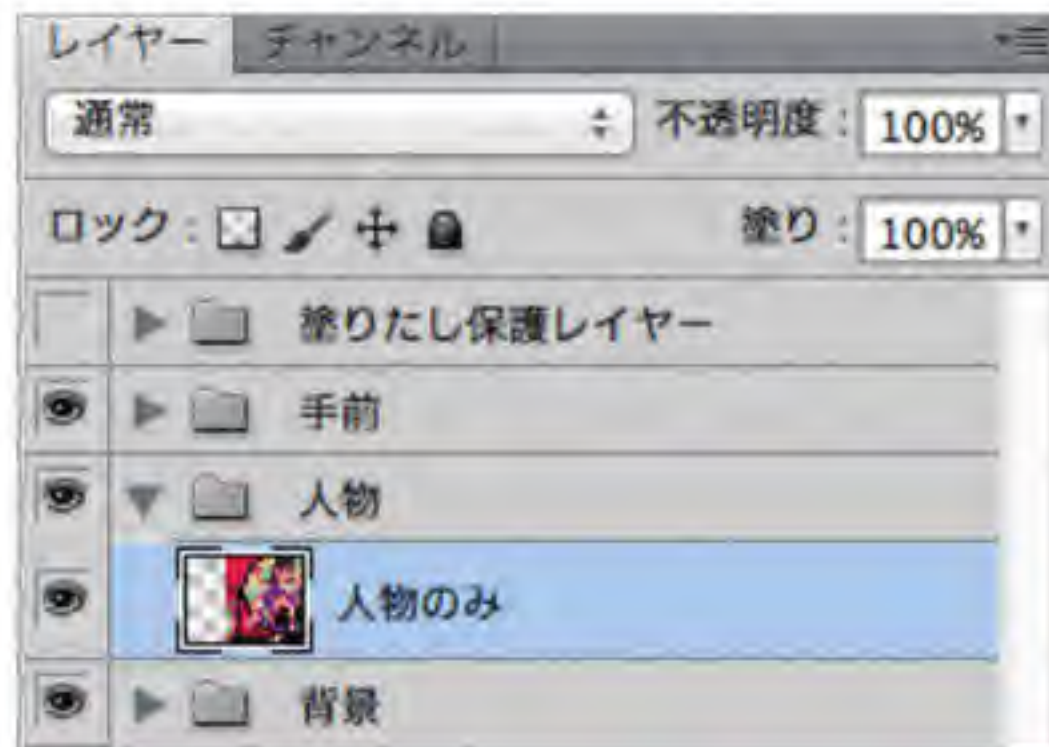 レイヤー チャンネル
通常 不透明度： 100%
ロック： 塗り： 100%
塗りたし保護レイヤー
手前
人物
人物のみ
背景